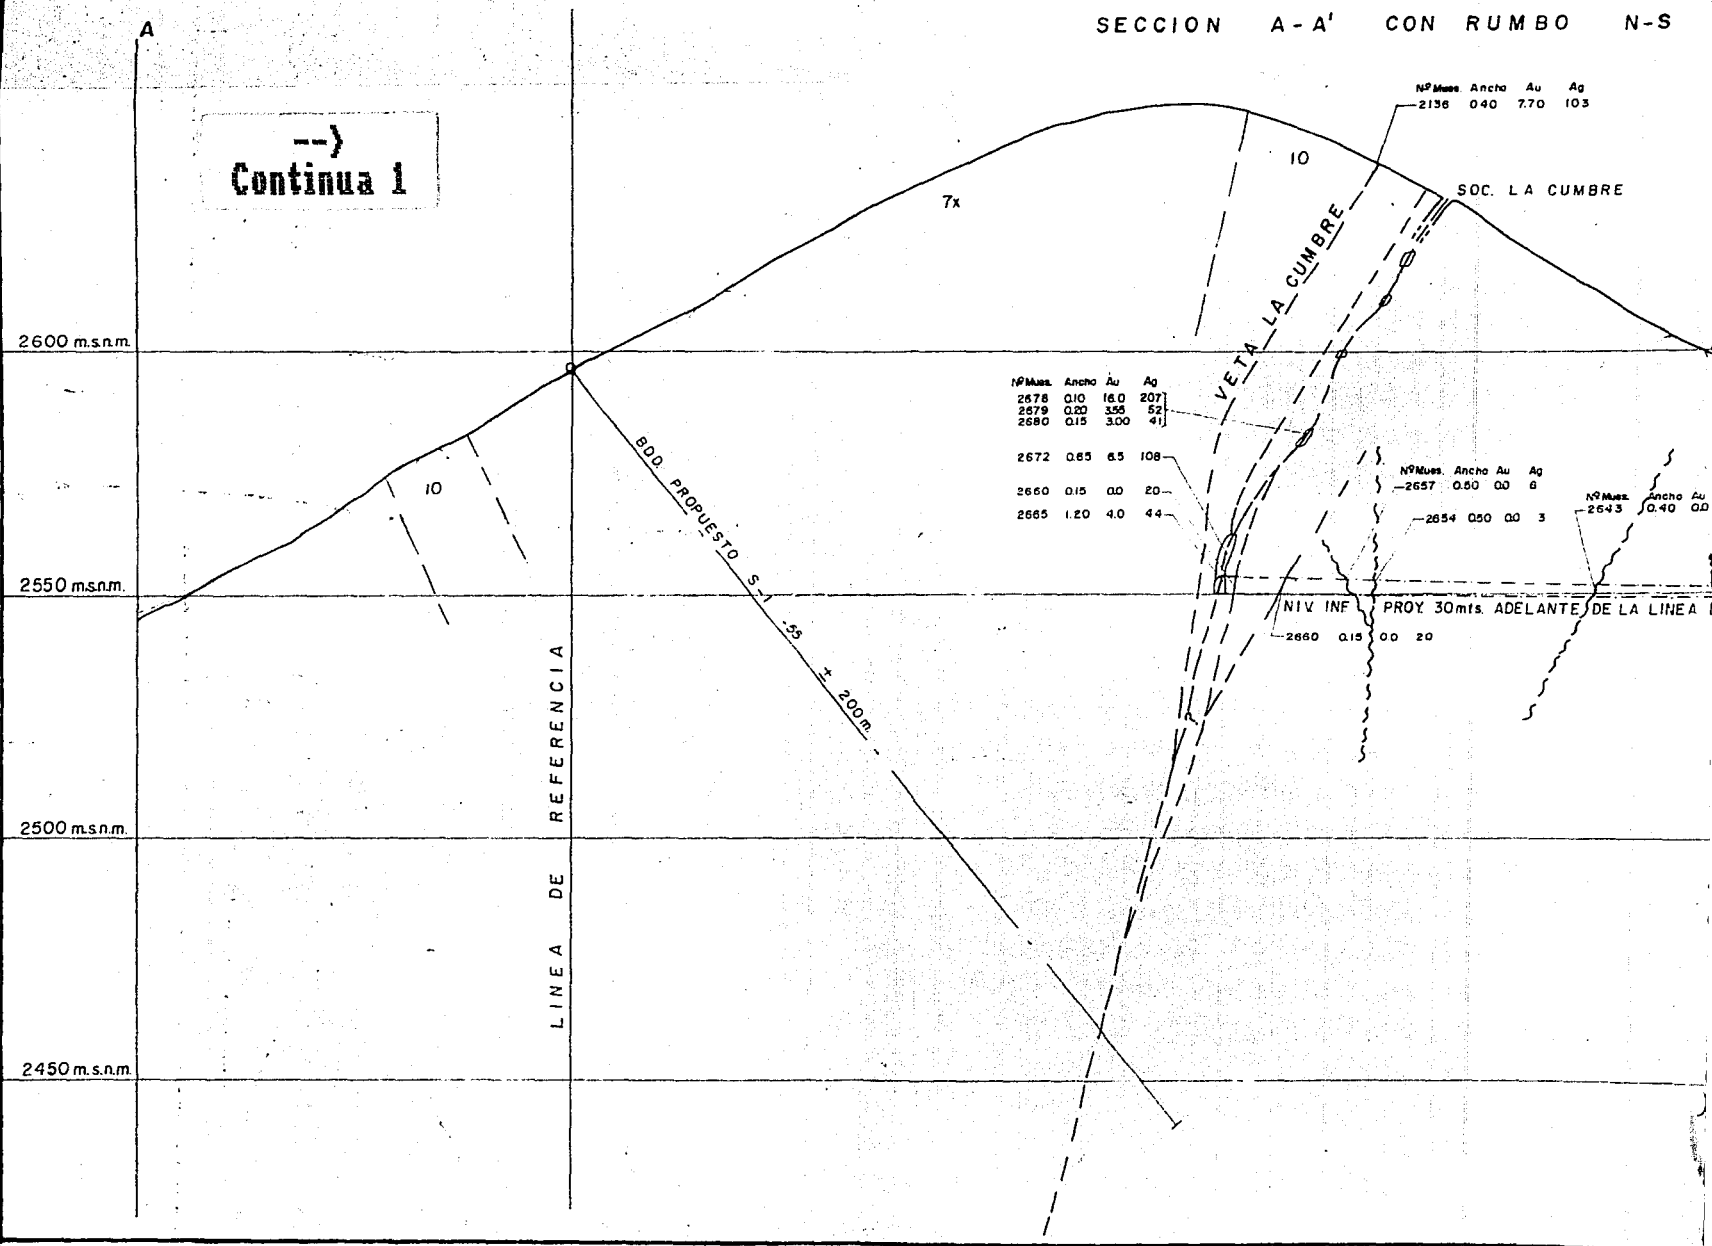 A
SECCION A-A' CON RUMBO N-S
-->
Continua 1
Nº Mues. Ancho Au Ag
2136 0.40 7.70 103
10
7x
SOC. LA CUMBRE
VETA LA CUMBRE
2600 m.s.n.m.
Nº Mues. Ancho Au Ag
2678 0.10 16.0 207
2679 0.20 3.55 52
2680 0.15 3.00 41
2672 0.65 6.5 108
2660 0.15 0.0 20
2665 1.20 4.0 44
Nº Mues. Ancho Au Ag
2657 0.50 0.0 6
2654 0.50 0.0 3
Nº Mues. Ancho Au
2643 0.40 0.0
10
BDD. PROPUESTO S-1 -55 ± 200m.
2550 m.s.n.m.
NIV. INF. PROY. 30mts. ADELANTE DE LA LINEA
2660 0.15 0.0 20
?
LINEA DE REFERENCIA
2500 m.s.n.m.
2450 m.s.n.m.